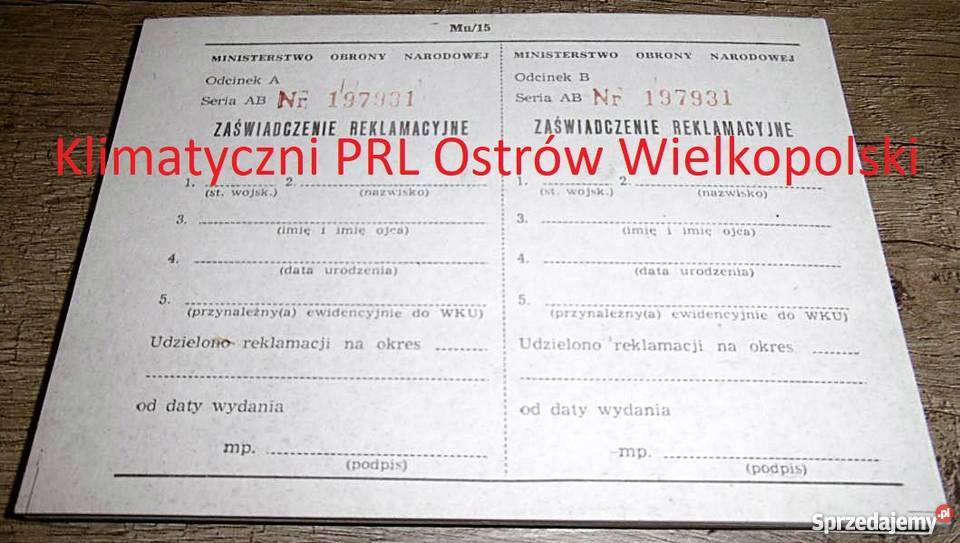 Mu/15
MINISTERSTWO OBRONY NARODOWEJ
Odcinek A
Seria AB Nr 197931
ZAŚWIADCZENIE REKLAMACYJNE
1. 2.
(st. wojsk.) (nazwisko)
3.
(imię i imię ojca)
4.
(data urodzenia)
5.
(przynależny(a) ewidencyjnie do WKU)
Udzielono reklamacji na okres
od daty wydania
mp.
(podpis)
MINISTERSTWO OBRONY NARODOWEJ
Odcinek B
Seria AB Nr 197931
ZAŚWIADCZENIE REKLAMACYJNE
1. 2.
(st. wojsk.) (nazwisko)
3.
(imię i imię ojca)
4.
(data urodzenia)
5.
(przynależny(a) ewidencyjnie do WKU)
Udzielono reklamacji na okres
od daty wydania
mp.
(podpis)
Klimatyczni PRL Ostrów Wielkopolski
Sprzedajemy.pl